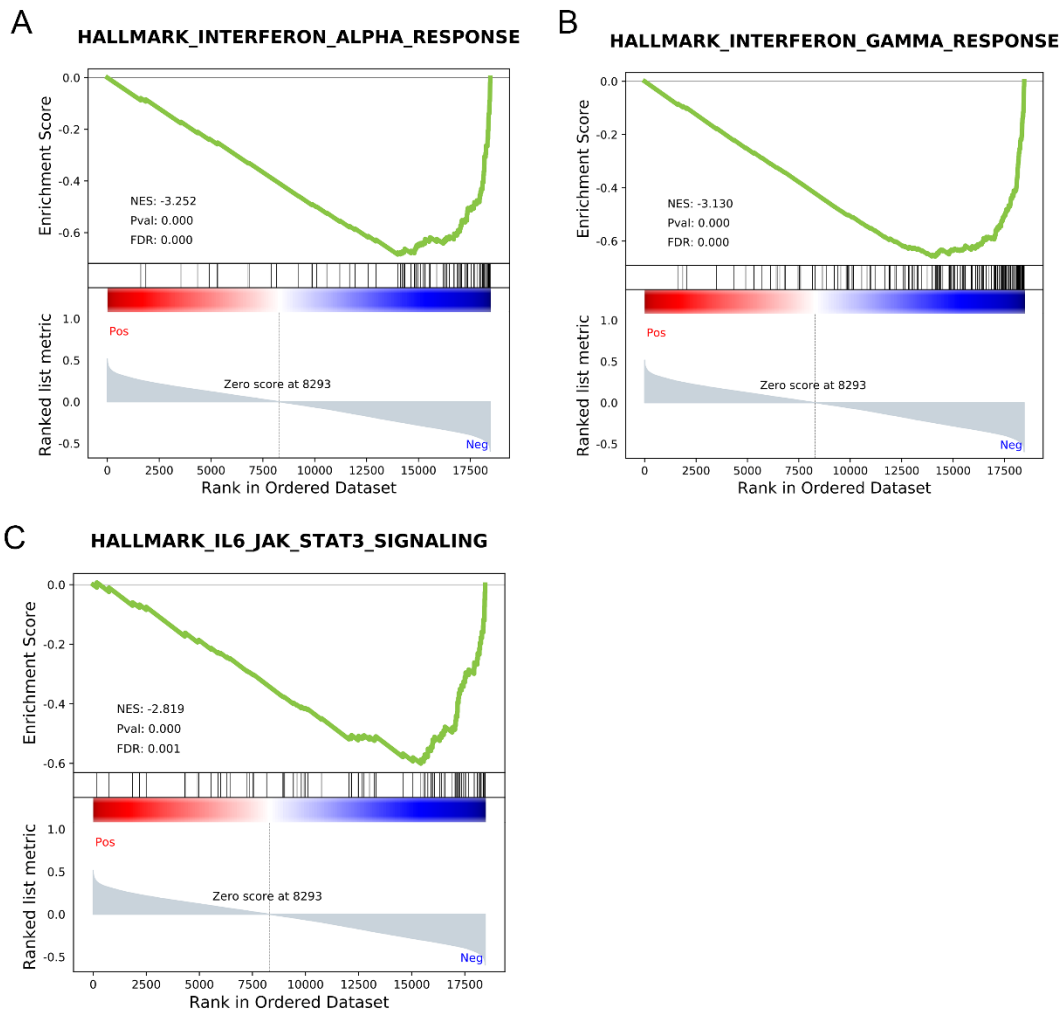 A
HALLMARK_INTERFERON_ALPHA_RESPONSE
0.0
-0.2
-0.4
-0.6
Enrichment Score
NES: -3.252
Pval: 0.000
FDR: 0.000
1.0
0.5
0.0
-0.5
Ranked list metric
Pos
Zero score at 8293
Neg
0 2500 5000 7500 10000 12500 15000 17500
Rank in Ordered Dataset
B
HALLMARK_INTERFERON_GAMMA_RESPONSE
0.0
-0.2
-0.4
-0.6
Enrichment Score
NES: -3.130
Pval: 0.000
FDR: 0.000
1.0
0.5
0.0
-0.5
Ranked list metric
Pos
Zero score at 8293
Neg
0 2500 5000 7500 10000 12500 15000 17500
Rank in Ordered Dataset
C
HALLMARK_IL6_JAK_STAT3_SIGNALING
0.0
-0.2
-0.4
-0.6
Enrichment Score
NES: -2.819
Pval: 0.000
FDR: 0.001
1.0
0.5
0.0
-0.5
Ranked list metric
Pos
Zero score at 8293
Neg
0 2500 5000 7500 10000 12500 15000 17500
Rank in Ordered Dataset